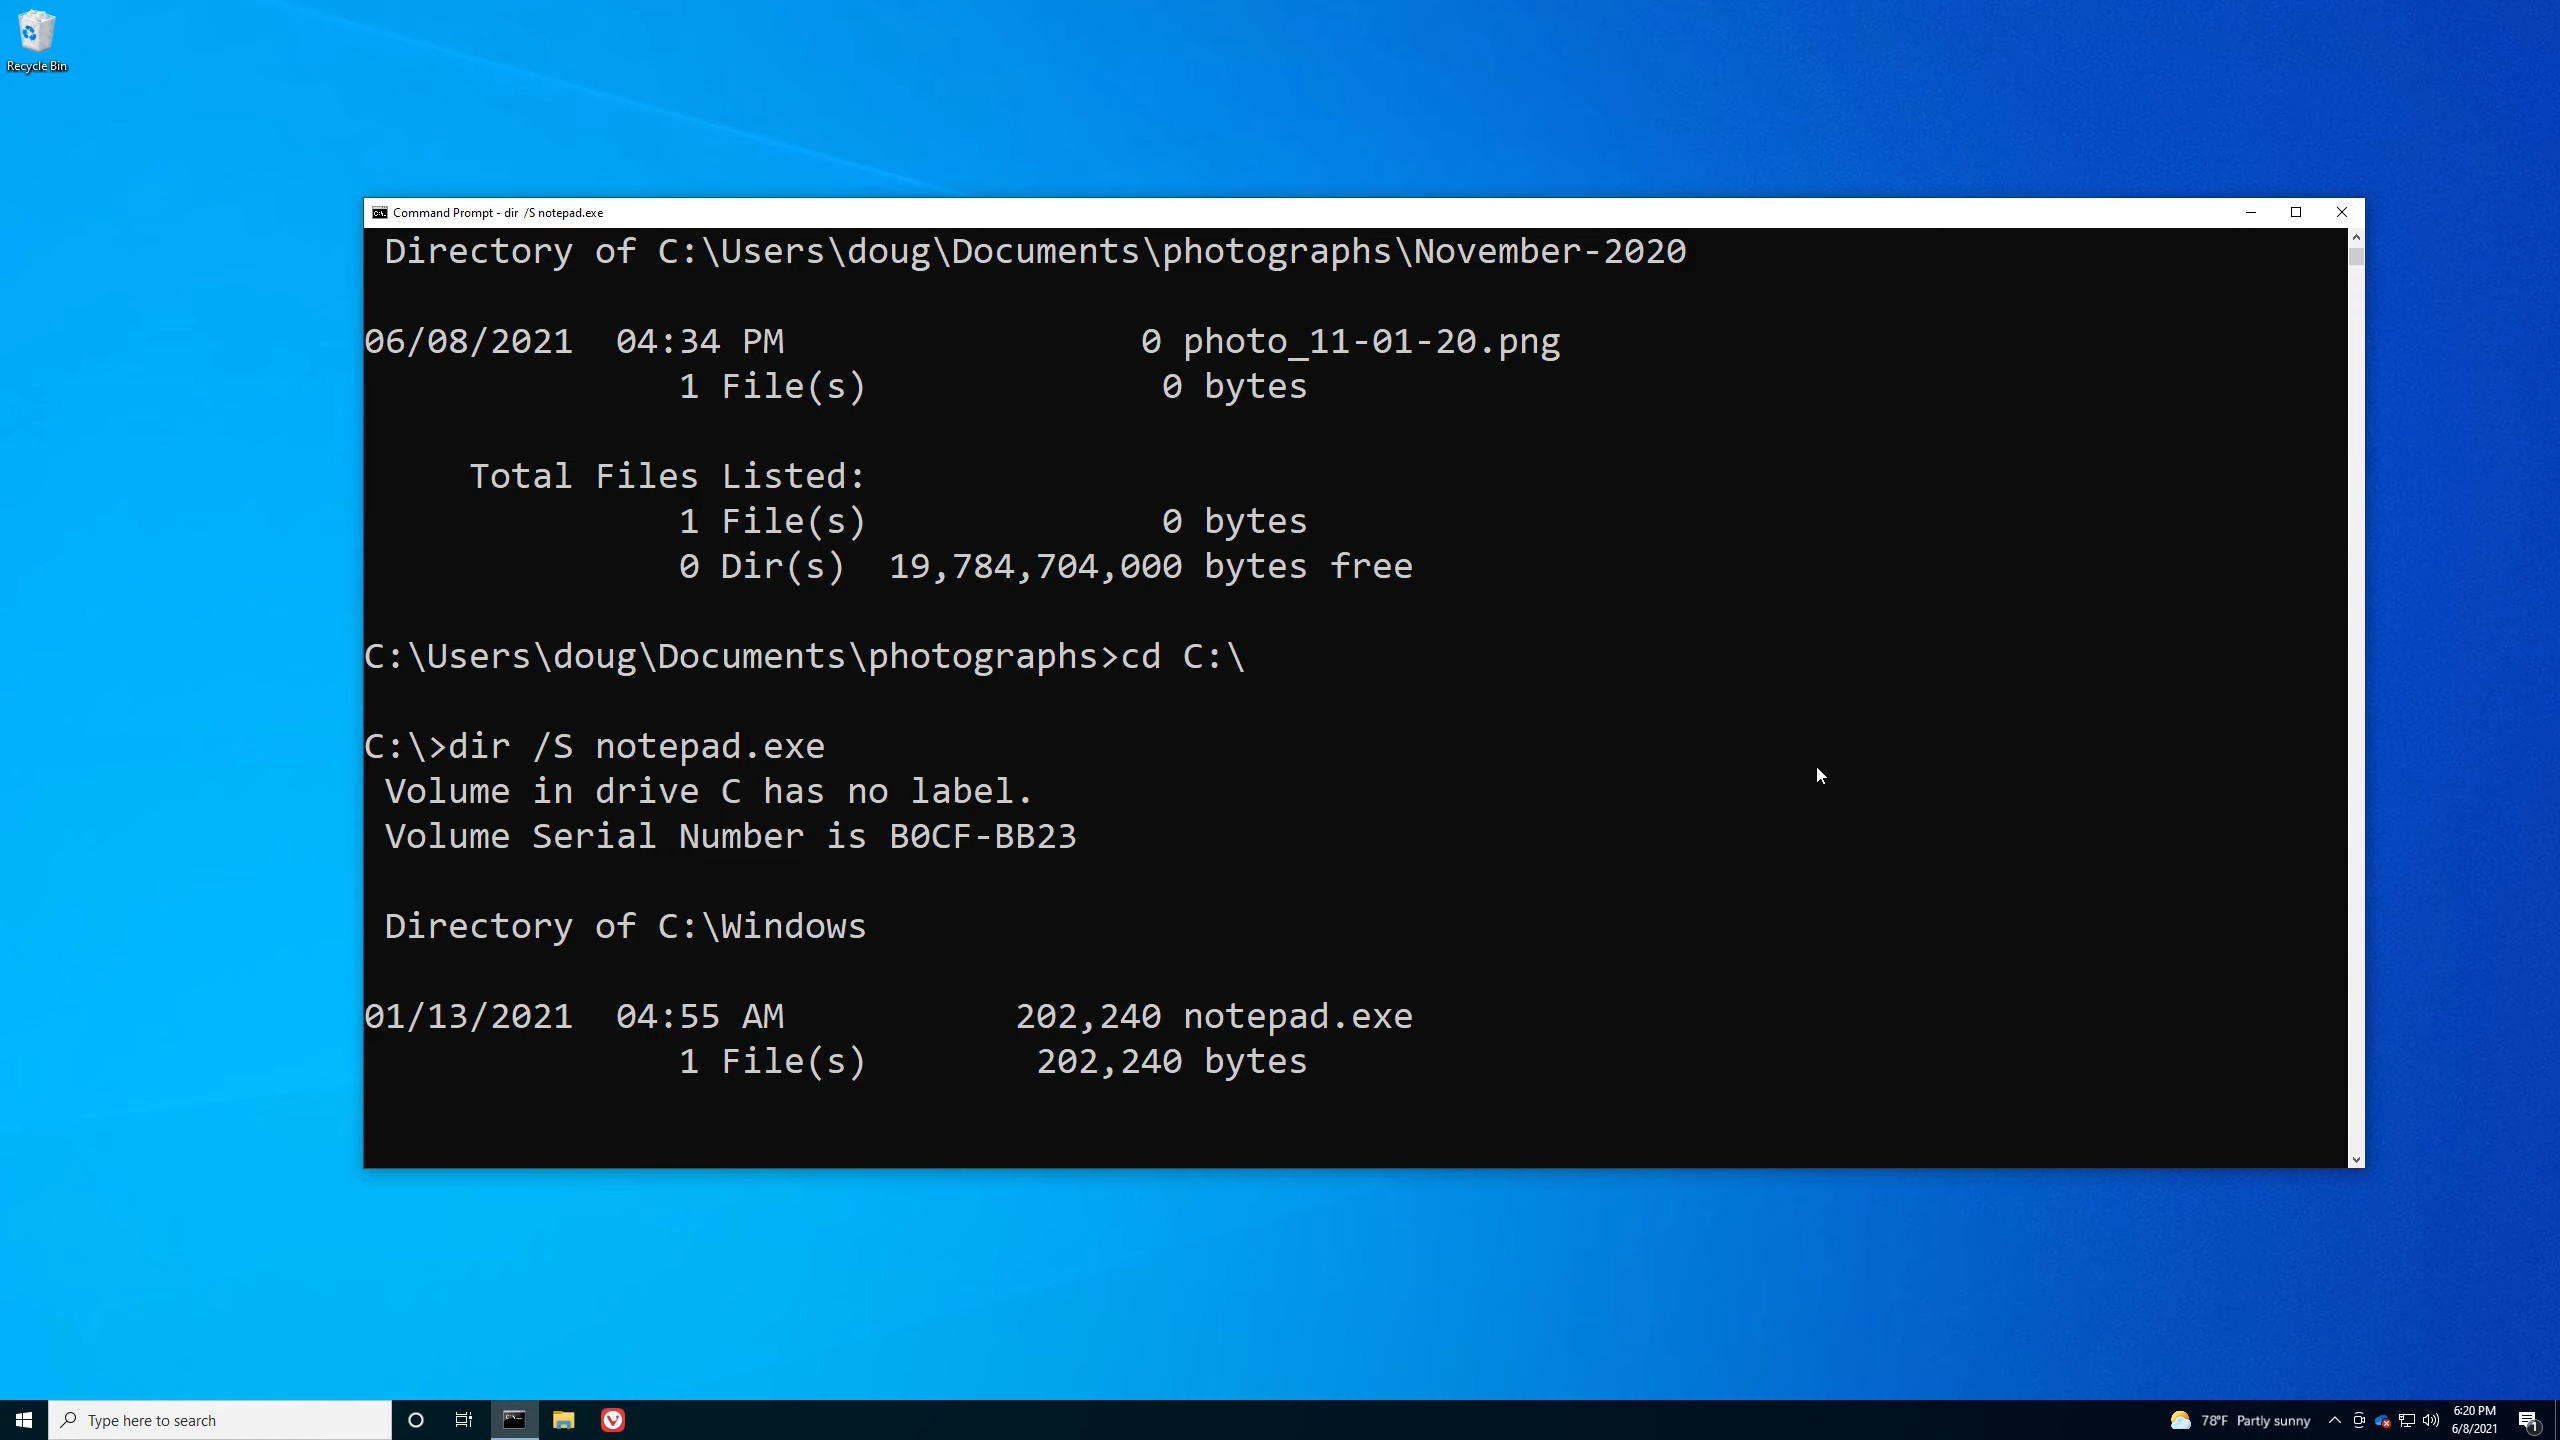 Recycle Bin
Command Prompt - dir /S notepad.exe
Directory of C:\Users\doug\Documents\photographs\November-2020
06/08/2021  04:34 PM                 0 photo_11-01-20.png
1 File(s)              0 bytes
Total Files Listed:
1 File(s)              0 bytes
0 Dir(s)  19,784,704,000 bytes free
C:\Users\doug\Documents\photographs>cd C:\
C:\>dir /S notepad.exe
Volume in drive C has no label.
Volume Serial Number is B0CF-BB23
Directory of C:\Windows
01/13/2021  04:55 AM           202,240 notepad.exe
1 File(s)        202,240 bytes
Type here to search
78°F Partly sunny
6:20 PM
6/8/2021
1